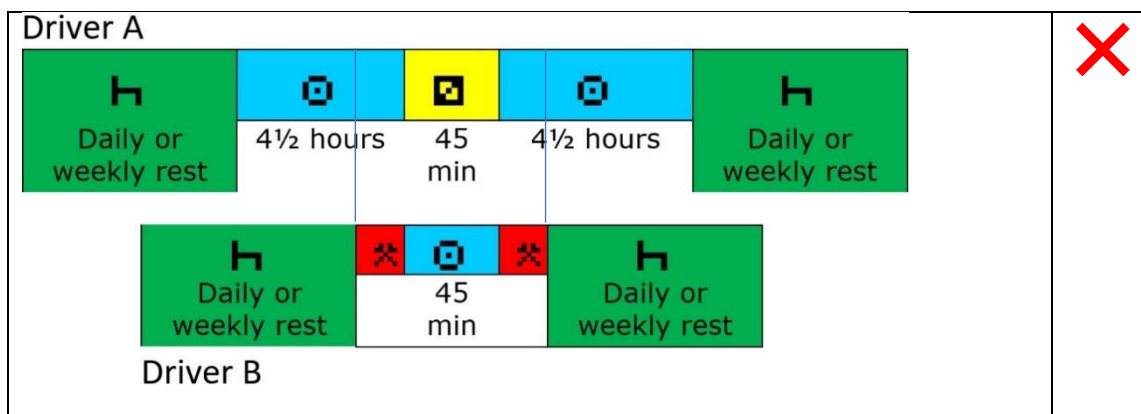 Driver A
Daily or
weekly rest
4½ hours
45
min
4½ hours
Daily or
weekly rest
Daily or
weekly rest
45
min
Daily or
weekly rest
Driver B